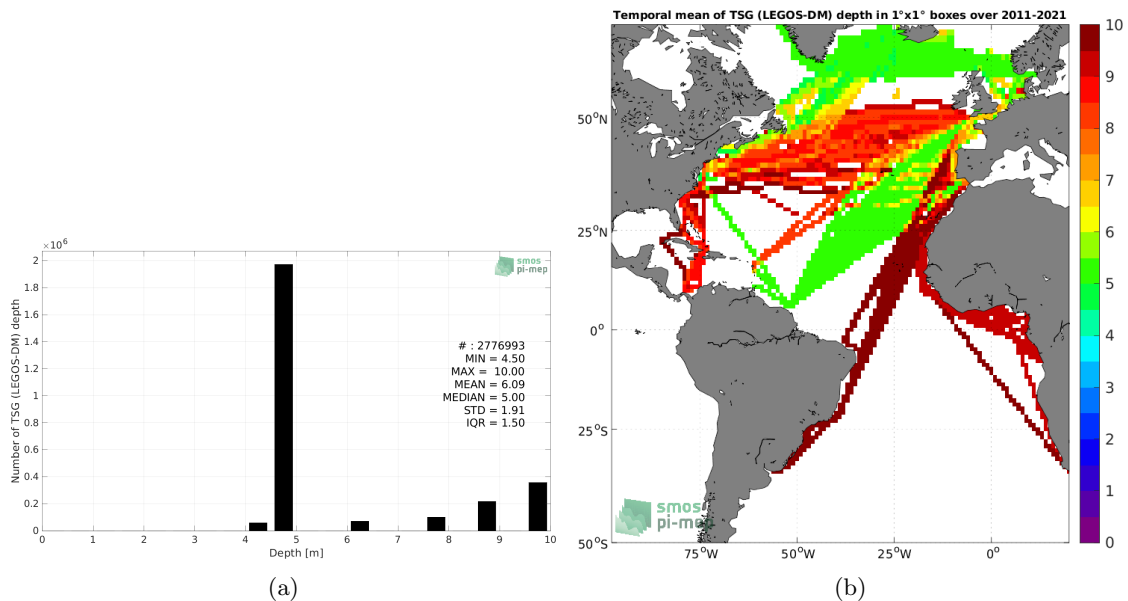 ×10⁶
2
1.8
1.6
1.4
1.2
1
0.8
0.6
0.4
0.2
0
Number of TSG (LEGOS-DM) depth
smos
pi-mep
# : 2776993
MIN = 4.50
MAX = 10.00
MEAN = 6.09
MEDIAN = 5.00
STD = 1.91
IQR = 1.50
0 1 2 3 4 5 6 7 8 9 10
Depth [m]
(a)
Temporal mean of TSG (LEGOS-DM) depth in 1°x1° boxes over 2011-2021
50°N
25°N
0°
25°S
50°S
75°W 50°W 25°W 0°
smos
pi-mep
10
9
8
7
6
5
4
3
2
1
0
(b)